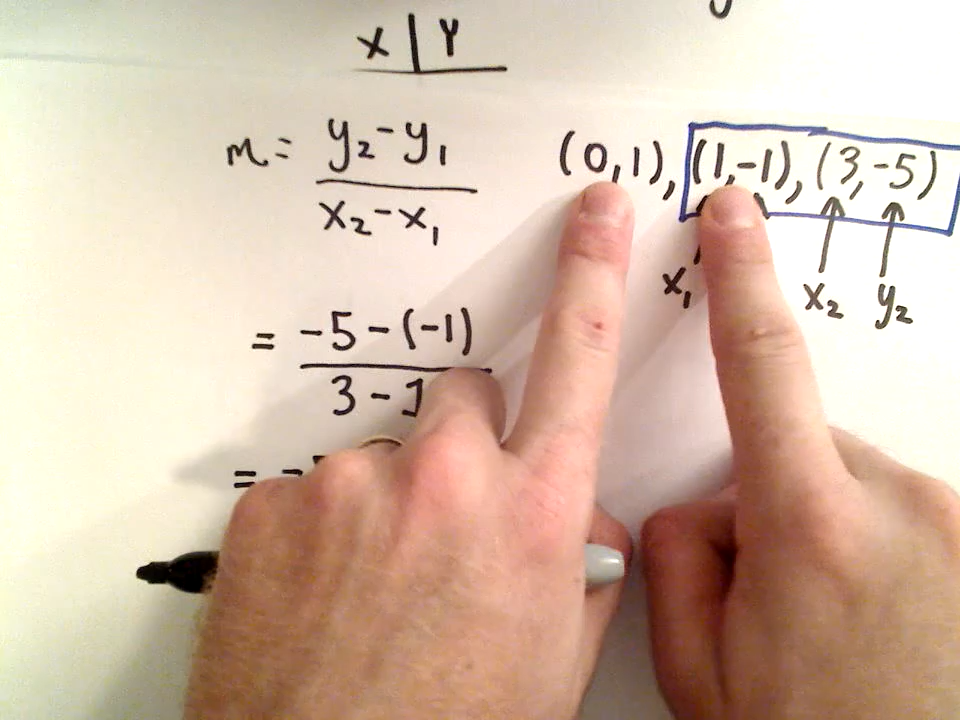 x | Y
m = y₂ - y₁ / x₂ - x₁
(0,1), (1,-1), (3,-5)
x₁ x₂ y₂
= -5 - (-1) / 3 - 1
= -